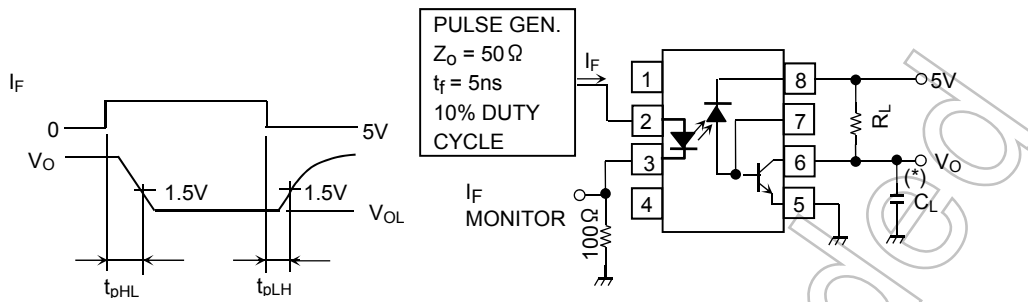 I_F
0
5V
V_O
1.5V
1.5V
V_OL
t_pHL
t_pLH
PULSE GEN.
Z_o = 50Ω
t_f = 5ns
10% DUTY
CYCLE
I_F
1
2
3
4
I_F
MONITOR
100Ω
8
7
6
5
5V
R_L
V_O
(*)
C_L